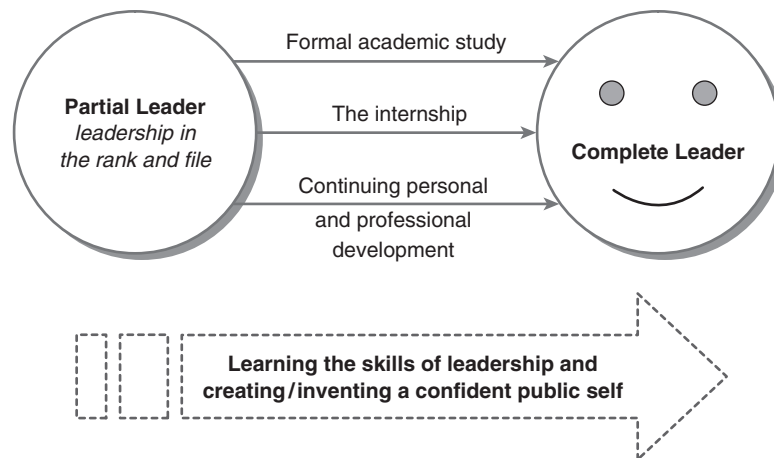 Partial Leader
leadership in
the rank and file
Formal academic study
The internship
Continuing personal
and professional
development
Complete Leader
Learning the skills of leadership and
creating/inventing a confident public self